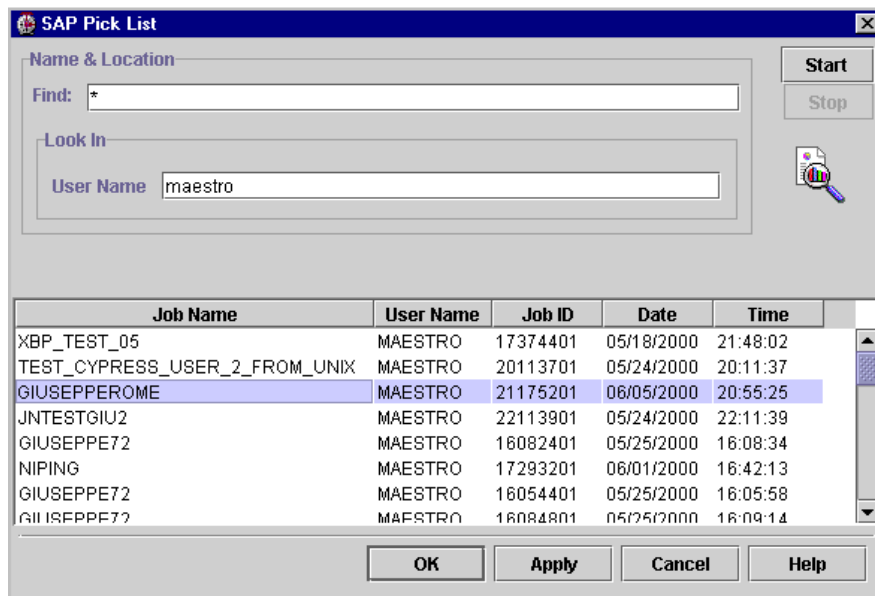 SAP Pick List
Name & Location
Start
Find: *
Stop
Look In
User Name maestro
Job Name User Name Job ID Date Time
XBP_TEST_05 MAESTRO 17374401 05/18/2000 21:48:02
TEST_CYPRESS_USER_2_FROM_UNIX MAESTRO 20113701 05/24/2000 20:11:37
GIUSEPPEROME MAESTRO 21175201 06/05/2000 20:55:25
JNTESTGIU2 MAESTRO 22113901 05/24/2000 22:11:39
GIUSEPPE72 MAESTRO 16082401 05/25/2000 16:08:34
NIPING MAESTRO 17293201 06/01/2000 16:42:13
GIUSEPPE72 MAESTRO 16054401 05/25/2000 16:05:58
GIUSEPPE72 MAESTRO 16084801 05/25/2000 16:09:14
OK Apply Cancel Help